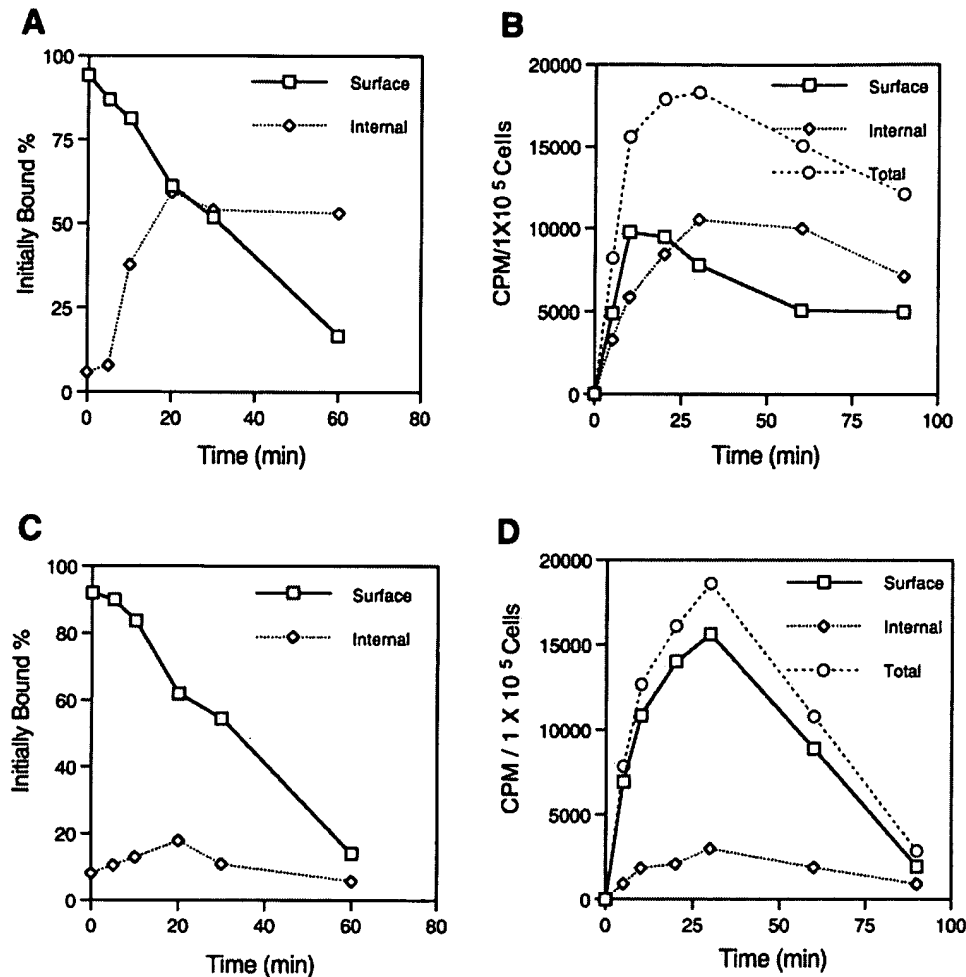 A
100
75
50
25
0
Initially Bound %
Surface
Internal
0 20 40 60 80
Time (min)
B
20000
15000
10000
5000
0
CPM/1X10 5 Cells
Surface
Internal
Total
0 25 50 75 100
Time (min)
C
100
80
60
40
20
0
Initially Bound %
Surface
Internal
0 20 40 60 80
Time (min)
D
20000
15000
10000
5000
0
CPM / 1 X 10 5 Cells
Surface
Internal
Total
0 25 50 75 100
Time (min)